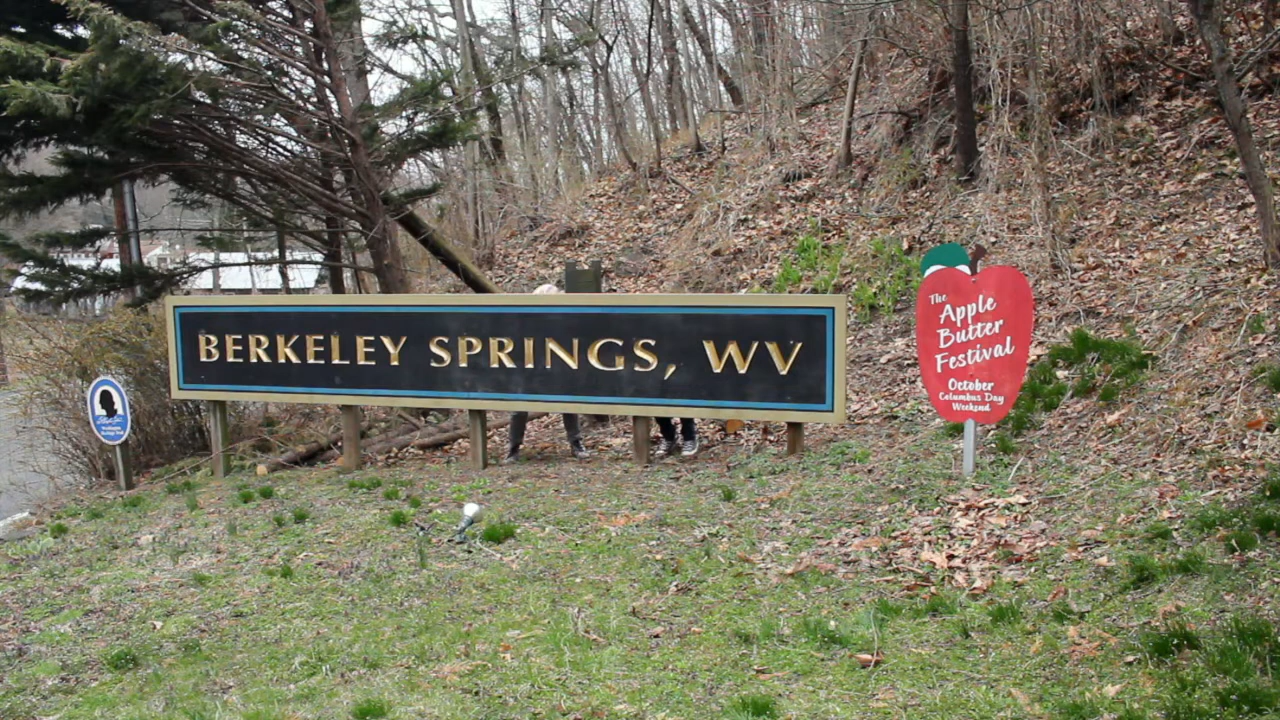 BERKELEY SPRINGS, WV
The
Apple
Butter
Festival
October
Columbus Day
Weekend